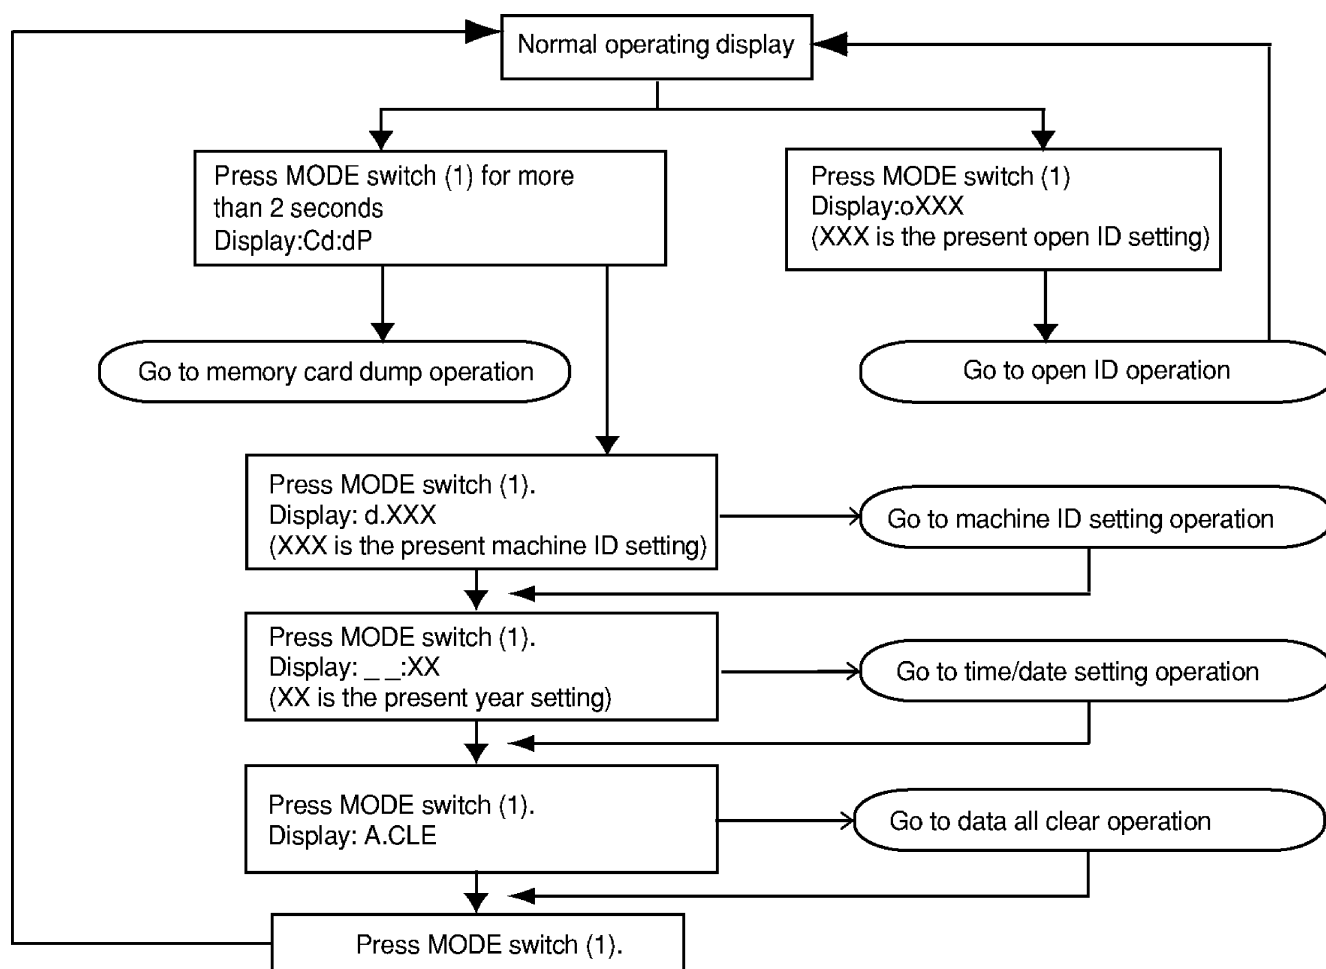 Normal operating display
Press MODE switch (1) for more
than 2 seconds
Display:Cd:dP
Press MODE switch (1)
Display:oXXX
(XXX is the present open ID setting)
Go to memory card dump operation
Go to open ID operation
Press MODE switch (1).
Display: d.XXX
(XXX is the present machine ID setting)
Go to machine ID setting operation
Press MODE switch (1).
Display: _ _:XX
(XX is the present year setting)
Go to time/date setting operation
Press MODE switch (1).
Display: A.CLE
Go to data all clear operation
Press MODE switch (1).